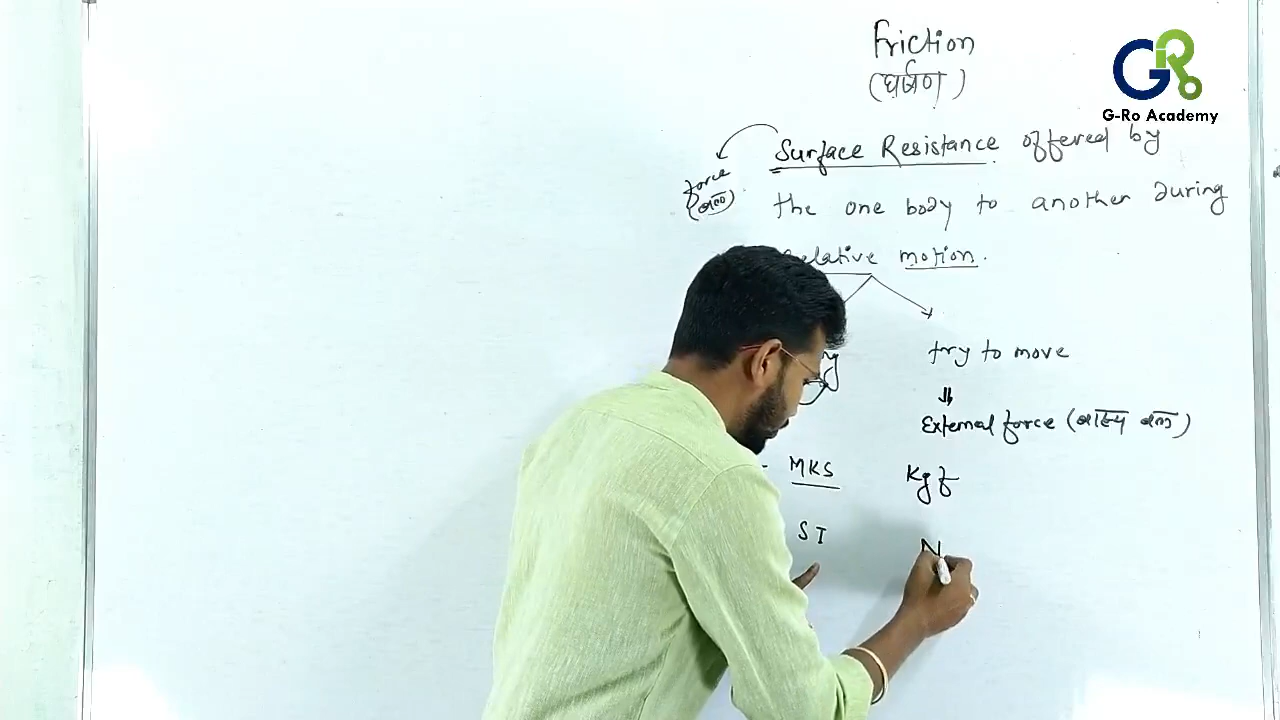 Friction
(घर्षण)
G-Ro Academy
Surface Resistance offered by
force
(बल)
the one body to another during
Relative motion.
try to move
External force (बाह्य बल)
MKS Kgf
SI N